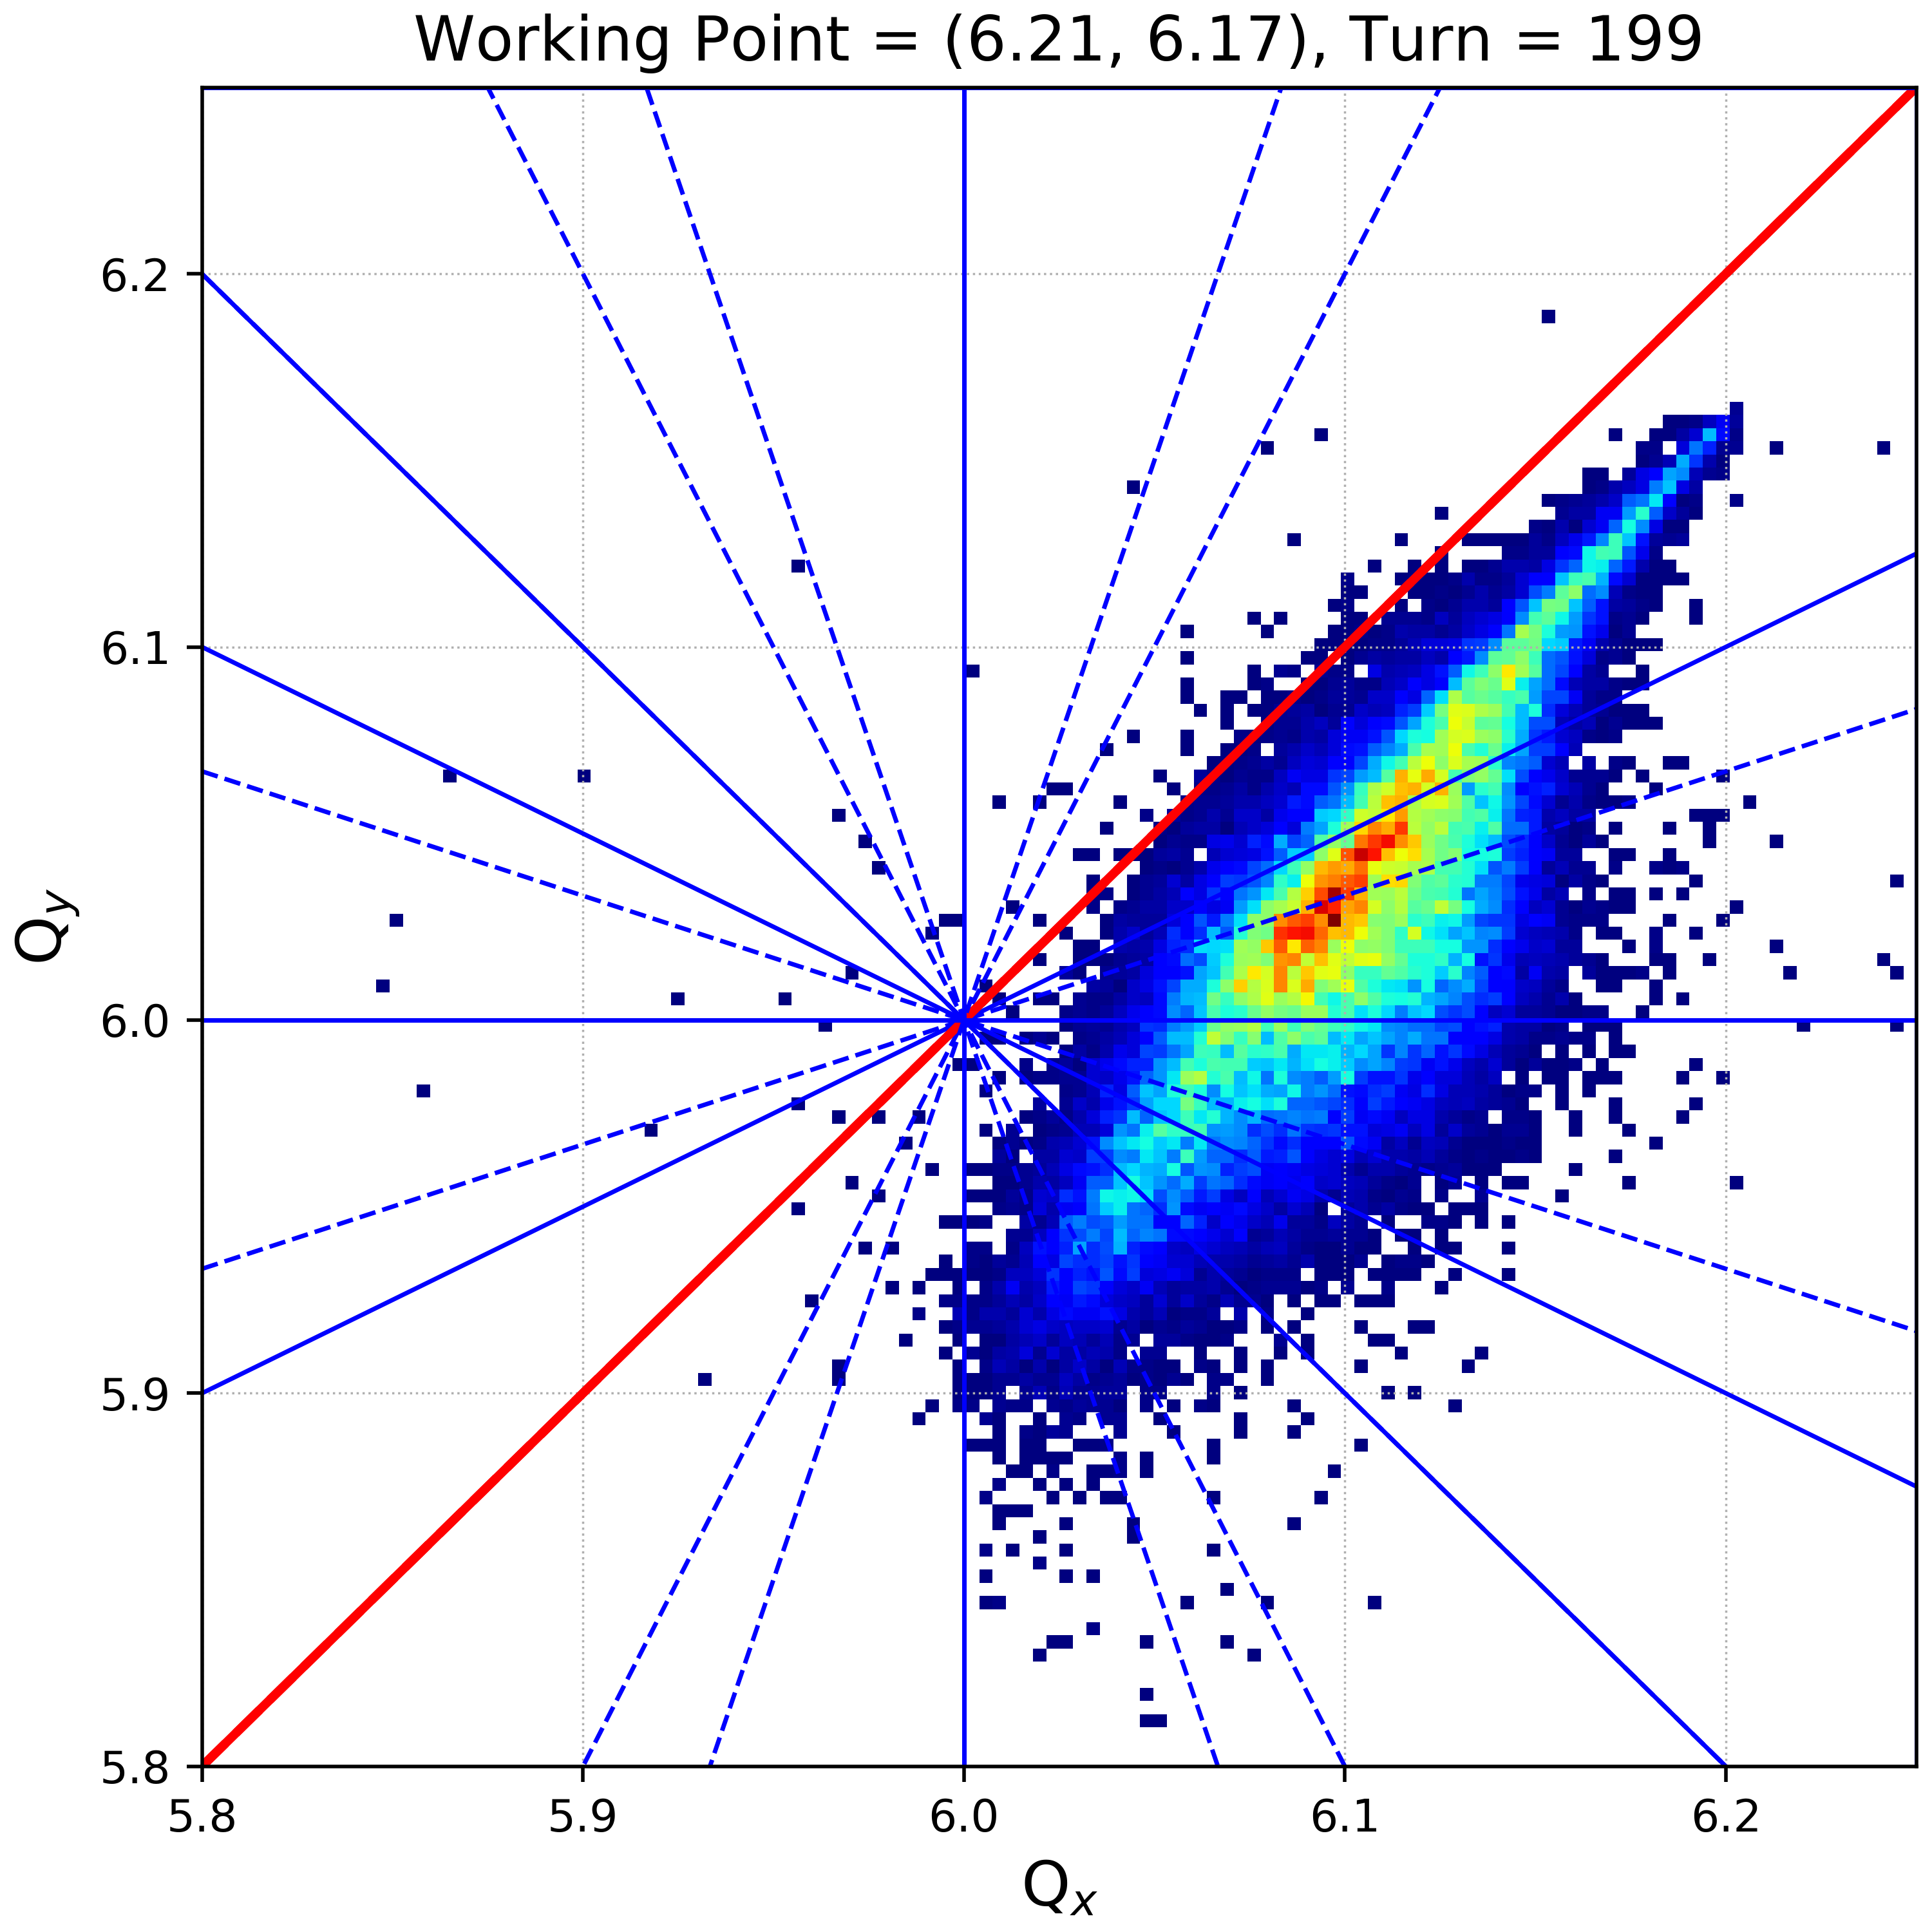 Working Point = (6.21, 6.17), Turn = 199
6.2
6.1
Qy
6.0
5.9
5.8
5.8 5.9 6.0 6.1 6.2
Qx